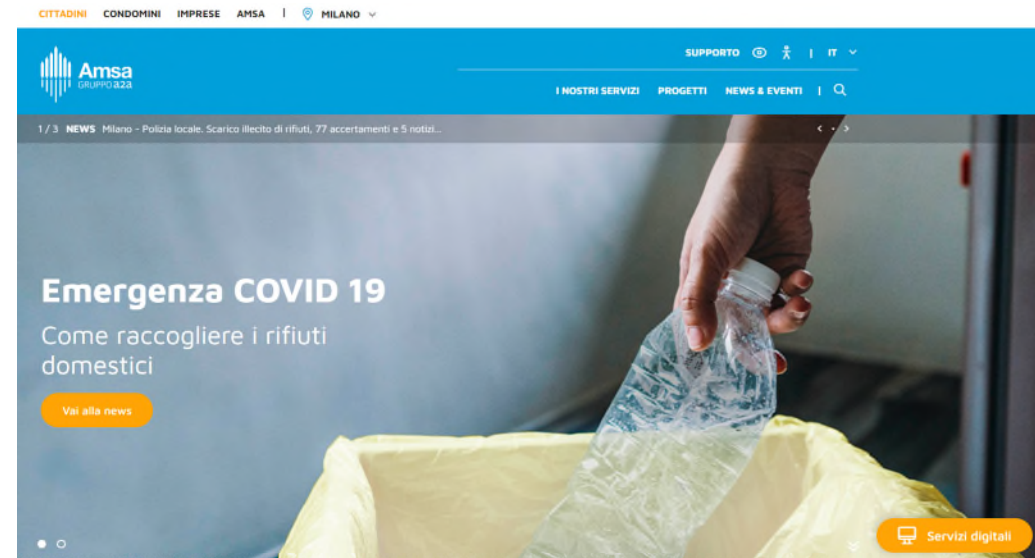 CITTADINI CONDOMINI IMPRESE AMSA | MILANO
SUPPORTO | IT
Amsa
GRUPPO a2a
I NOSTRI SERVIZI PROGETTI NEWS & EVENTI |
1 / 3 NEWS Milano - Polizia locale. Scarico illecito di rifiuti, 77 accertamenti e 5 notizi...
Emergenza COVID 19
Come raccogliere i rifiuti
domestici
Vai alla news
Servizi digitali